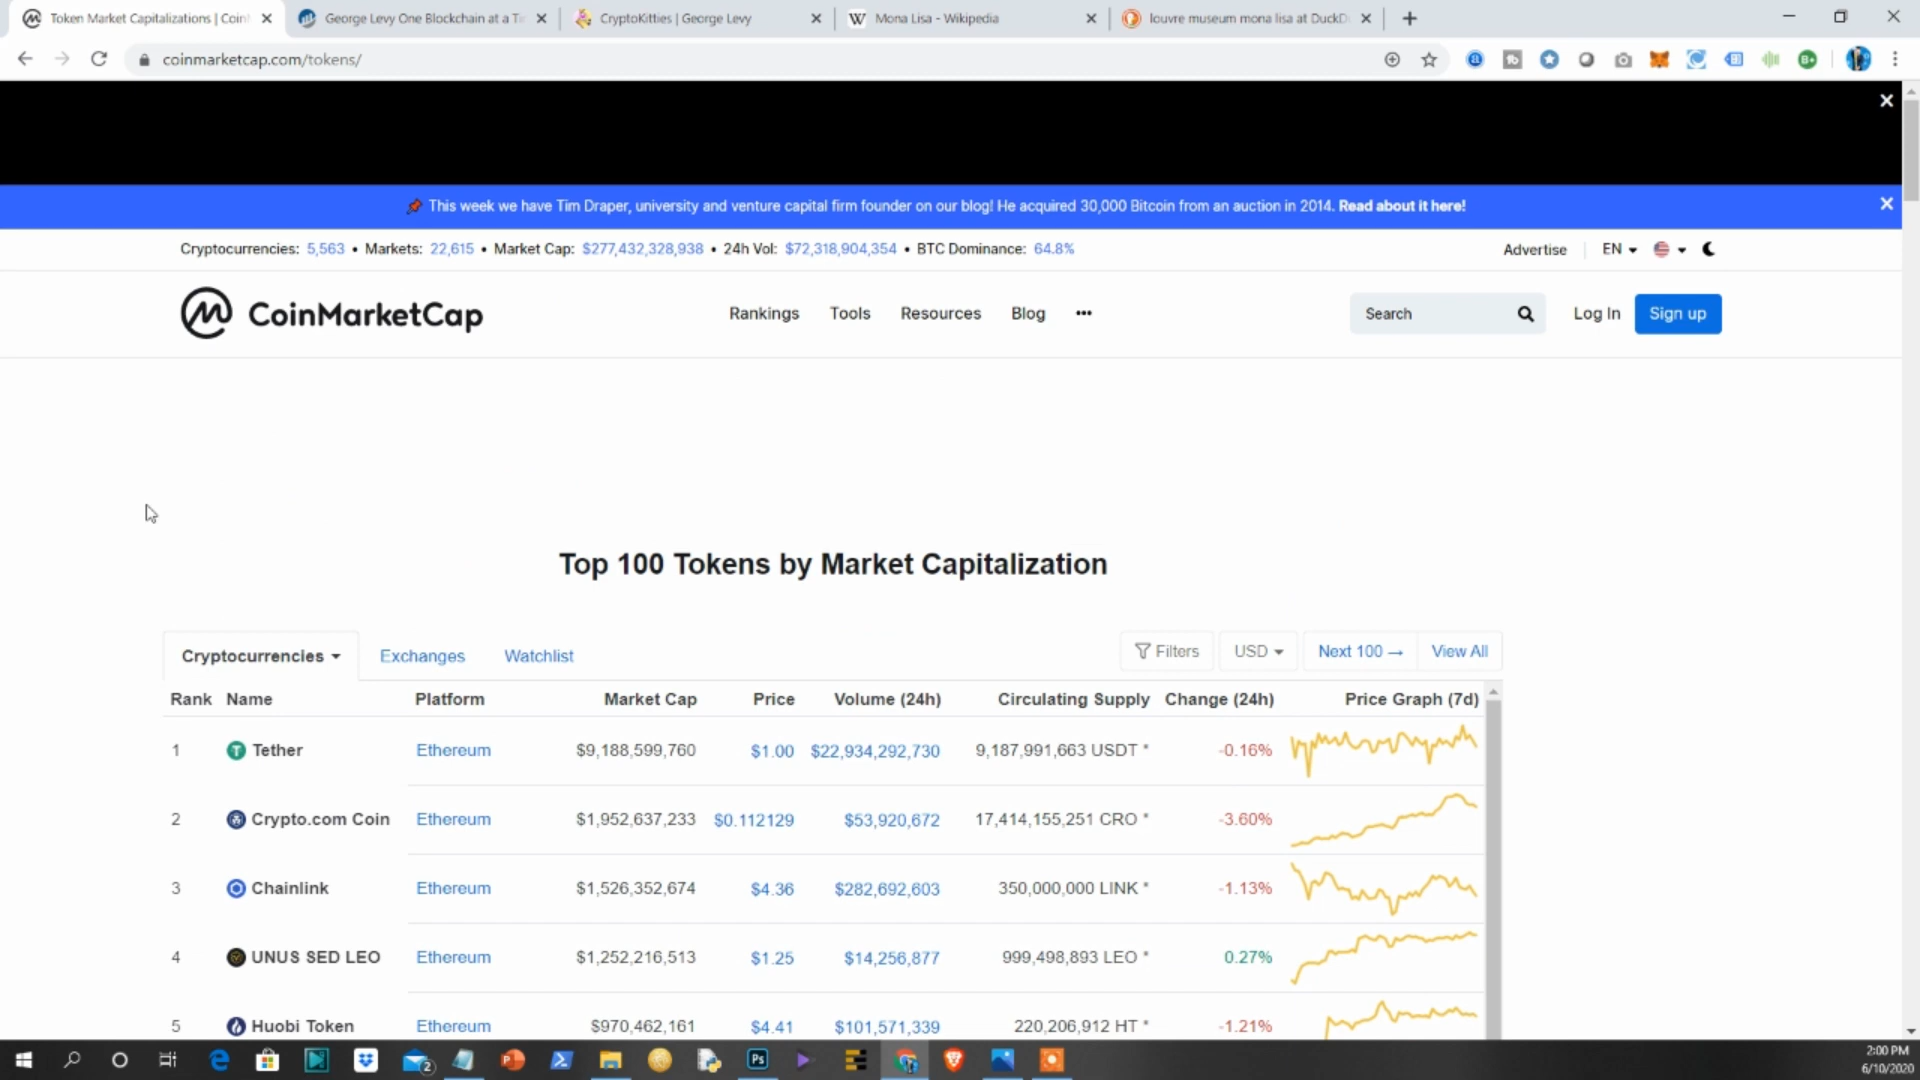 Token Market Capitalizations | Coin
George Levy One Blockchain at a Ti
CryptoKitties | George Levy
Mona Lisa - Wikipedia
louvre museum mona lisa at DuckD
coinmarketcap.com/tokens/
This week we have Tim Draper, university and venture capital firm founder on our blog! He acquired 30,000 Bitcoin from an auction in 2014. Read about it here!
Cryptocurrencies: 5,563 • Markets: 22,615 • Market Cap: $277,432,328,938 • 24h Vol: $72,318,904,354 • BTC Dominance: 64.8% Advertise EN
CoinMarketCap Rankings Tools Resources Blog ••• Search Log In Sign up
Top 100 Tokens by Market Capitalization
Cryptocurrencies Exchanges Watchlist Filters USD Next 100 → View All
Rank Name Platform Market Cap Price Volume (24h) Circulating Supply Change (24h) Price Graph (7d)
1 Tether Ethereum $9,188,599,760 $1.00 $22,934,292,730 9,187,991,663 USDT * -0.16%
2 Crypto.com Coin Ethereum $1,952,637,233 $0.112129 $53,920,672 17,414,155,251 CRO * -3.60%
3 Chainlink Ethereum $1,526,352,674 $4.36 $282,692,603 350,000,000 LINK * -1.13%
4 UNUS SED LEO Ethereum $1,252,216,513 $1.25 $14,256,877 999,498,893 LEO * 0.27%
5 Huobi Token Ethereum $970,462,161 $4.41 $101,571,339 220,206,912 HT * -1.21%
2:00 PM
6/10/2020